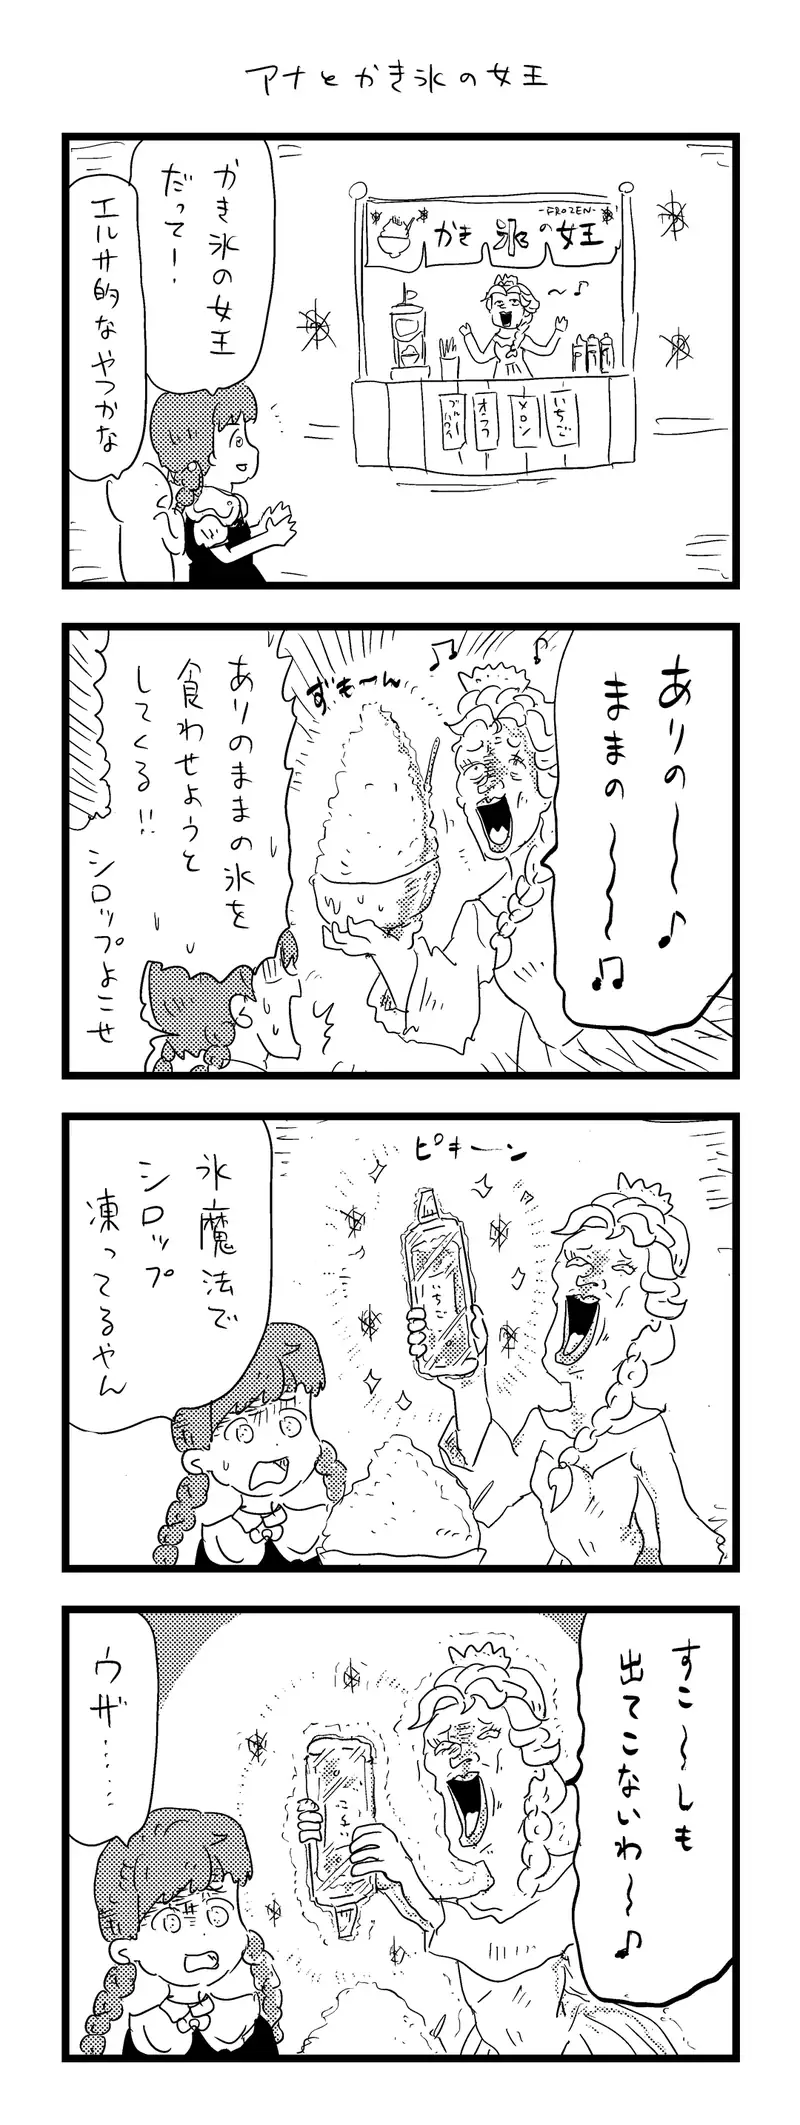 アナとかき氷の女王
-FROZEN-
かき氷の女王
～♪
いちご
メロン
コーラ
ブルーハワイ
かき氷の女王
だって!
エルサ的なやつかな
ありの〜〜♪
ままの〜〜〜♫
ずも〜ん
ありのままの氷を
食わせようと
してくる!!
シロップよこせ
ピキーン
いちご
氷魔法で
シロップ
凍ってるやん
すこ〜しも
出てこないわ〜♪
ウザ……